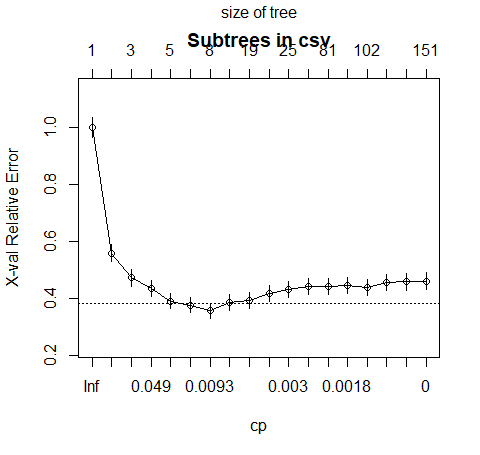 size of tree
Subtrees in csv
1 3 5 8 19 25 81 102 151
X-val Relative Error
1.0
0.8
0.6
0.4
0.2
Inf 0.049 0.0093 0.003 0.0018 0
cp